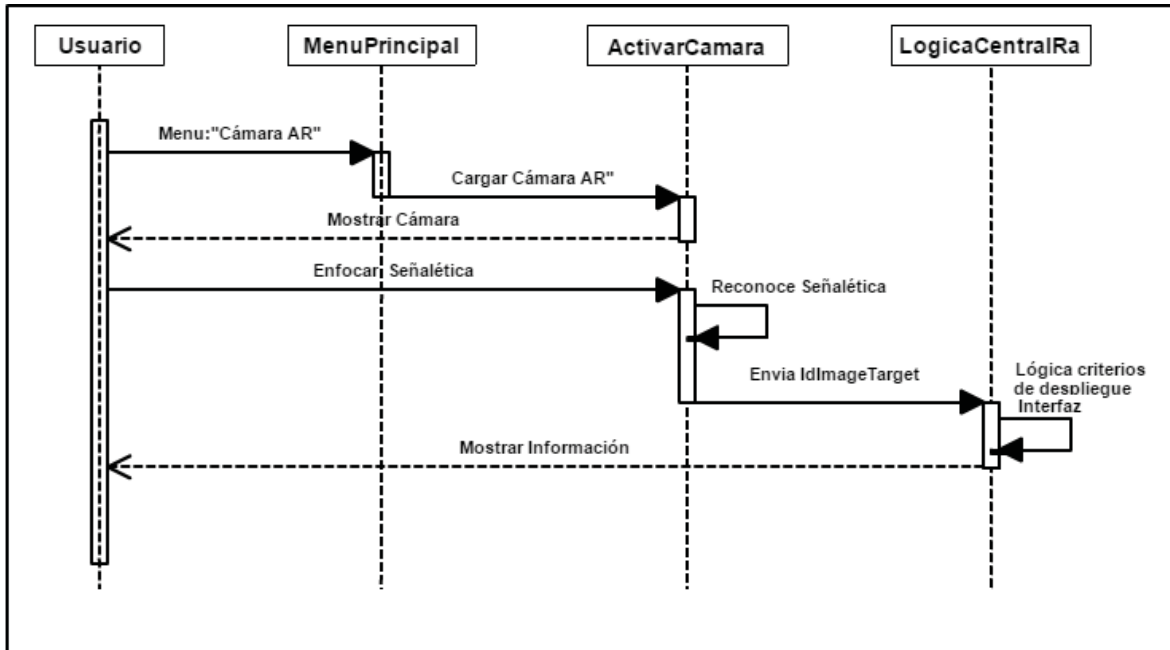 Usuario
MenuPrincipal
ActivarCamara
LogicaCentralRa
Menu:"Cámara AR"
Cargar Cámara AR"
Mostrar Cámara
Enfocar Señalética
Reconoce Señalética
Envia IdImageTarget
Lógica criterios
de despliegue
Interfaz
Mostrar Información